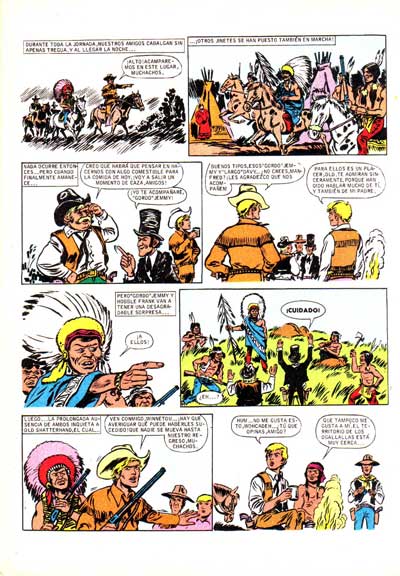 DURANTE TODA LA JORNADA, NUESTROS AMIGOS CABALGAN SIN
APENAS TREGUA, Y AL LLEGAR LA NOCHE...
¡ALTO! ¡ACAMPARE-
MOS EN ESTE LUGAR,
MUCHACHOS.
...¡OTROS JINETES SE HAN PUESTO TAMBIÉN EN MARCHA!
NADA OCURRE ENTON-
CES... PERO CUANDO
FINALMENTE AMANE-
CE...
CREO QUE HABRÁ QUE PENSAR EN HA-
CERNOS CON ALGO COMESTIBLE PARA
LA COMIDA DE HOY. ¡VOY A SALIR UN
MOMENTO DE CAZA, AMIGOS!
¡YO TE ACOMPAÑARÉ,
"GORDO" JEMMY!
¡BUENOS TIPOS, ESOS "GORDO" JEM-
MY Y "LARGO" DAVY... ¿NO CREES, MAN-
FRED? ¡LES AGRADEZCO QUE NOS
ACOM-
PAÑEN!
PARA ELLOS ES UN PLA-
CER, OLD. TE ADMIRAN SIN-
CERAMENTE, PORQUE HAN
OÍDO HABLAR MUCHO DE TÍ,
Y TAMBIÉN DE MI PADRE.
PERO "GORDO" JEMMY Y
HOBBLE FRANK VAN A
TENER UNA DESAGRA-
DABLE SORPRESA...
¡A
ELLOS!
¡CUIDADO!
¿EH...?
LUEGO... LA PROLONGADA AU-
SENCIA DE AMBOS INQUIETA A
OLD SHATTERHAND, EL CUAL...
VEN CONMIGO, WINNETOU... ¡HAY QUE
AVERIGUAR QUÉ PUEDE HABERLES SU-
CEDIDO! ¡QUE NADIE SE MUEVA HASTA
NUESTRO RE-
GRESO, MU-
CHACHOS.
HUM... NO ME GUSTA ES-
TO, WOHKADEH... ¿TÚ QUÉ
OPINAS, AMIGO?
QUE TAMPOCO ME
GUSTA A MÍ. EL TE-
RRITORIO DE LOS
OGALLALLAS ESTÁ
MUY CERCA...